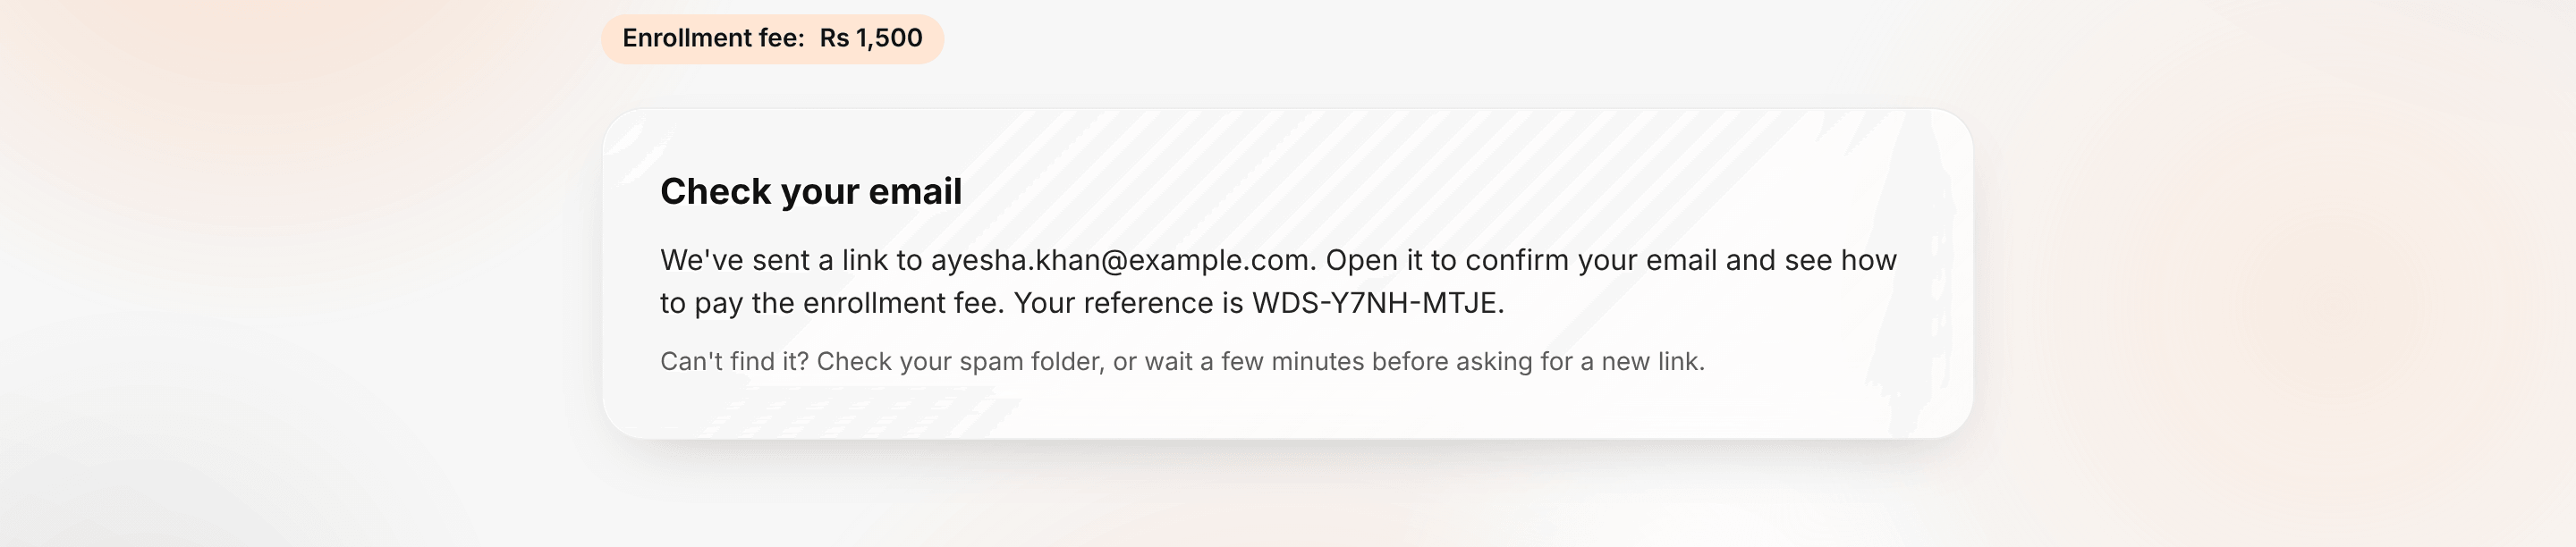 Enrollment fee: Rs 1,500
Check your email
We've sent a link to ayesha.khan@example.com. Open it to confirm your email and see how
to pay the enrollment fee. Your reference is WDS-Y7NH-MTJE.
Can't find it? Check your spam folder, or wait a few minutes before asking for a new link.